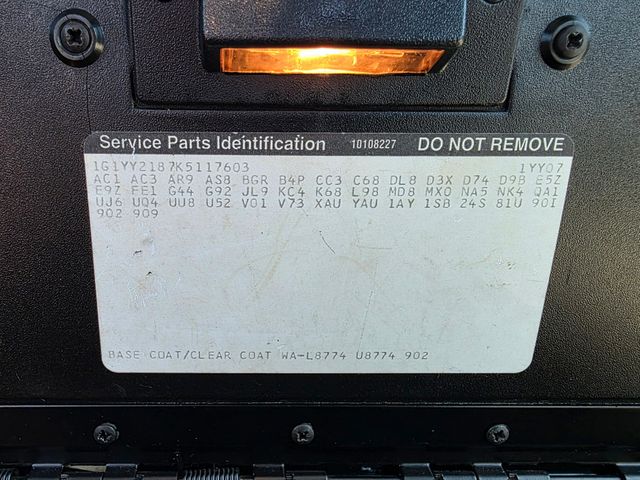 Service Parts Identification 10108227 DO NOT REMOVE
1G1YY2187K5117603 1YY07
AC1 AC3 AR9 AS8 BGR B4P CC3 C68 DL8 D3X D74 D9B E5Z
E9Z FE1 G44 G92 JL9 KC4 K68 L98 MD8 MX0 NA5 NK4 QA1
UJ6 UQ4 UU8 U52 V01 V73 XAU YAU 1AY 1SB 24S 81U 90I
902 909
BASE COAT/CLEAR COAT WA-L8774 U8774 902